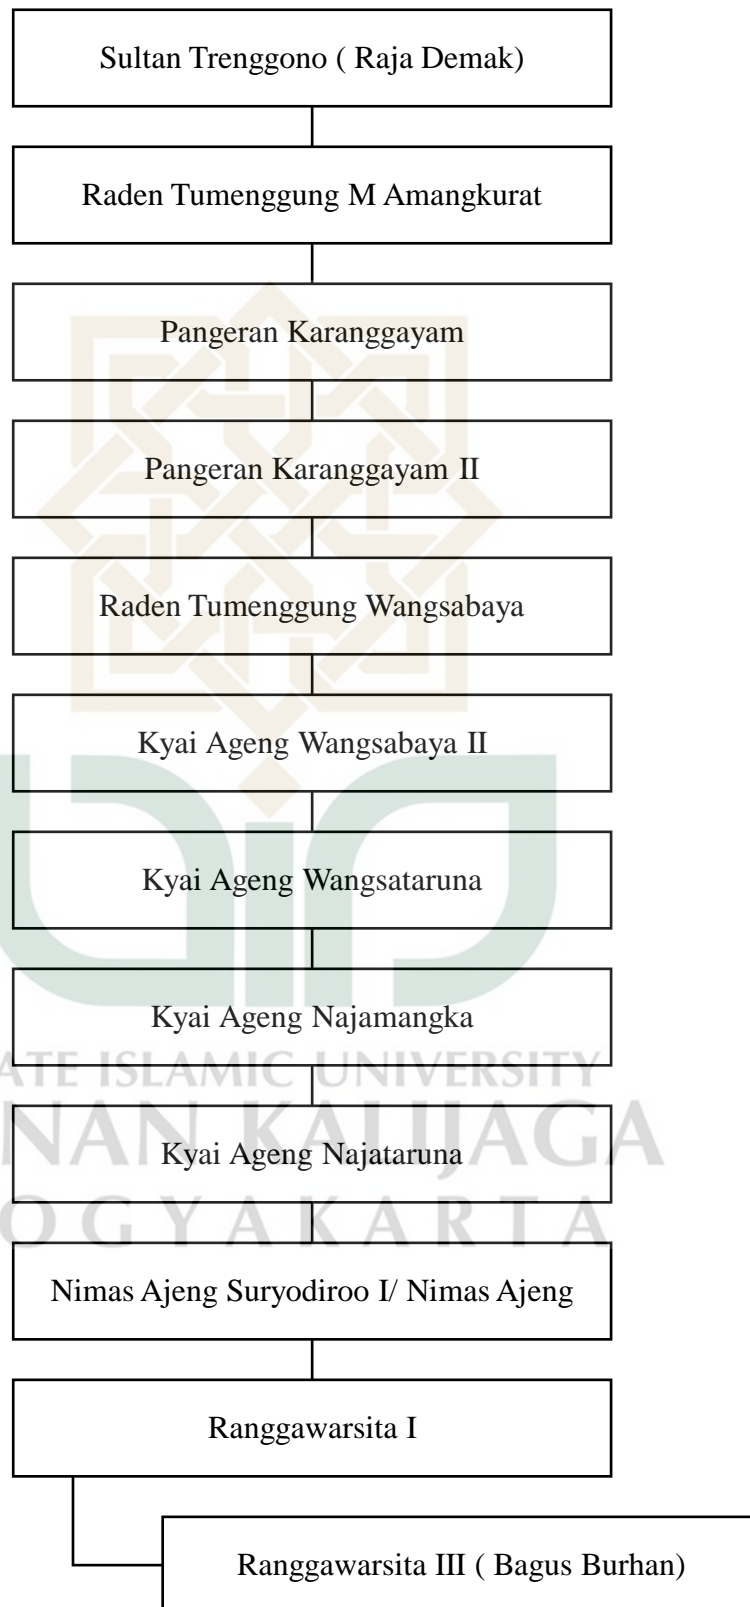 Sultan Trenggono ( Raja Demak)
Raden Tumenggung M Amangkurat
Pangeran Karanggayam
Pangeran Karanggayam II
Raden Tumenggung Wangsabaya
Kyai Ageng Wangsabaya II
Kyai Ageng Wangsataruna
Kyai Ageng Najamangka
ATE ISLAMIC UNIVERSITY
NAN KALIJAGA
Kyai Ageng Najataruna
OGYAKARTA
Nimas Ajeng Suryodiroo I/ Nimas Ajeng
Ranggawarsita I
Ranggawarsita III ( Bagus Burhan)